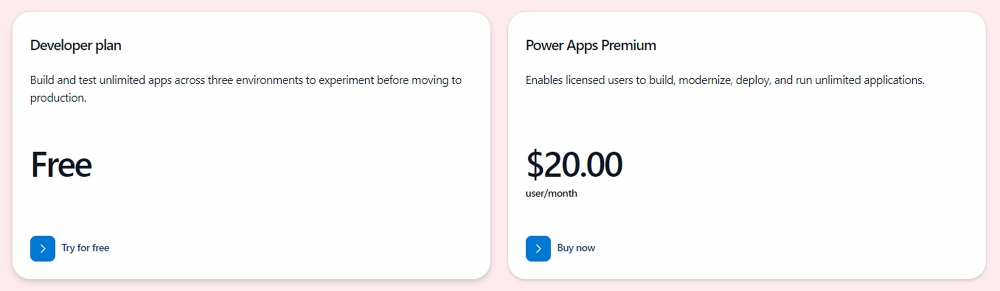 Developer plan
Build and test unlimited apps across three environments to experiment before moving to
production.
Free
Try for free
Power Apps Premium
Enables licensed users to build, modernize, deploy, and run unlimited applications.
$20.00
user/month
Buy now